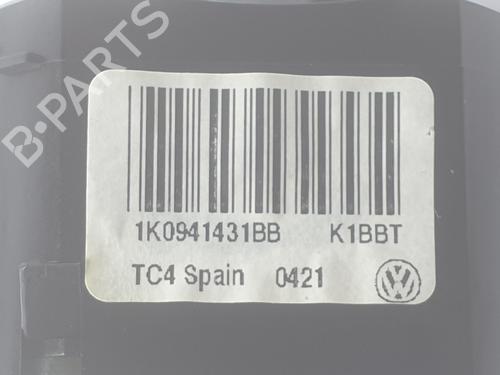 B-PARTS
1K0941431BB K1BBT
TC4 Spain 0421
VW